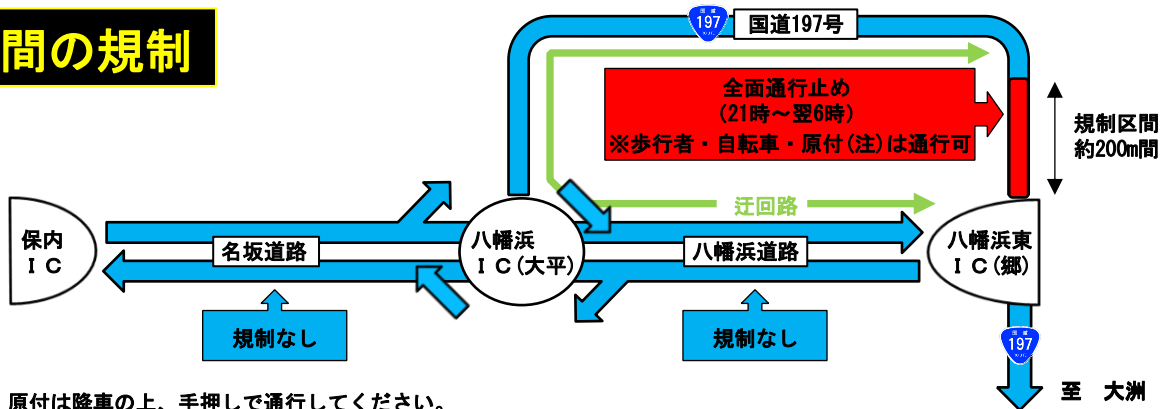 間の規制
国道
197
国道197号
全面通行止め
(21時～翌6時)
※歩行者・自転車・原付(注)は通行可
規制区間
約200m間
迂回路
保内
ＩＣ
名坂道路
八幡浜
ＩＣ(大平)
八幡浜道路
八幡浜東
ＩＣ(郷)
規制なし
規制なし
国道
197
至　大洲
原付は降車の上、手押しで通行してください。